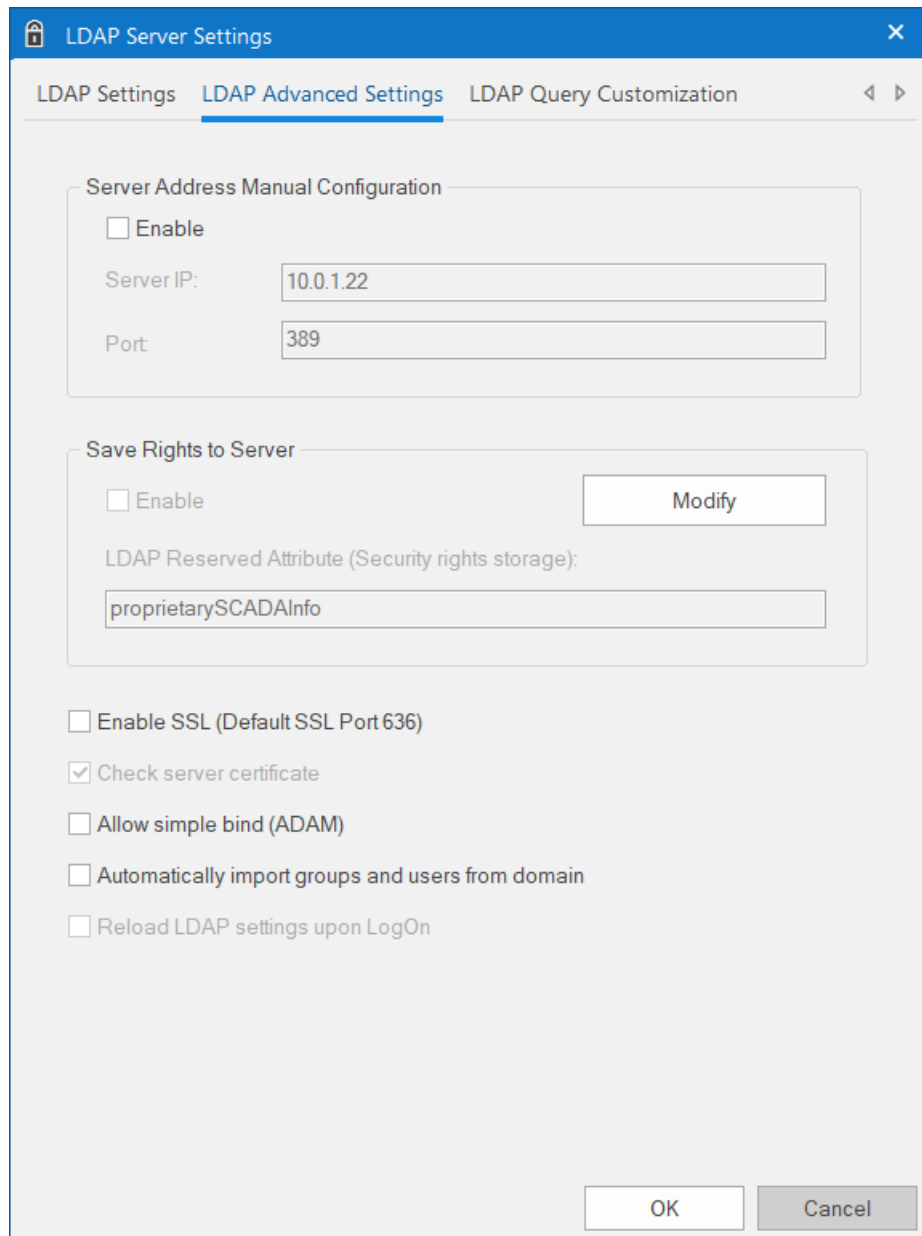 LDAP Server Settings
LDAP Settings LDAP Advanced Settings LDAP Query Customization
Server Address Manual Configuration
Enable
Server IP: 10.0.1.22
Port: 389
Save Rights to Server
Enable Modify
LDAP Reserved Attribute (Security rights storage):
proprietarySCADAInfo
Enable SSL (Default SSL Port 636)
Check server certificate
Allow simple bind (ADAM)
Automatically import groups and users from domain
Reload LDAP settings upon LogOn
OK Cancel